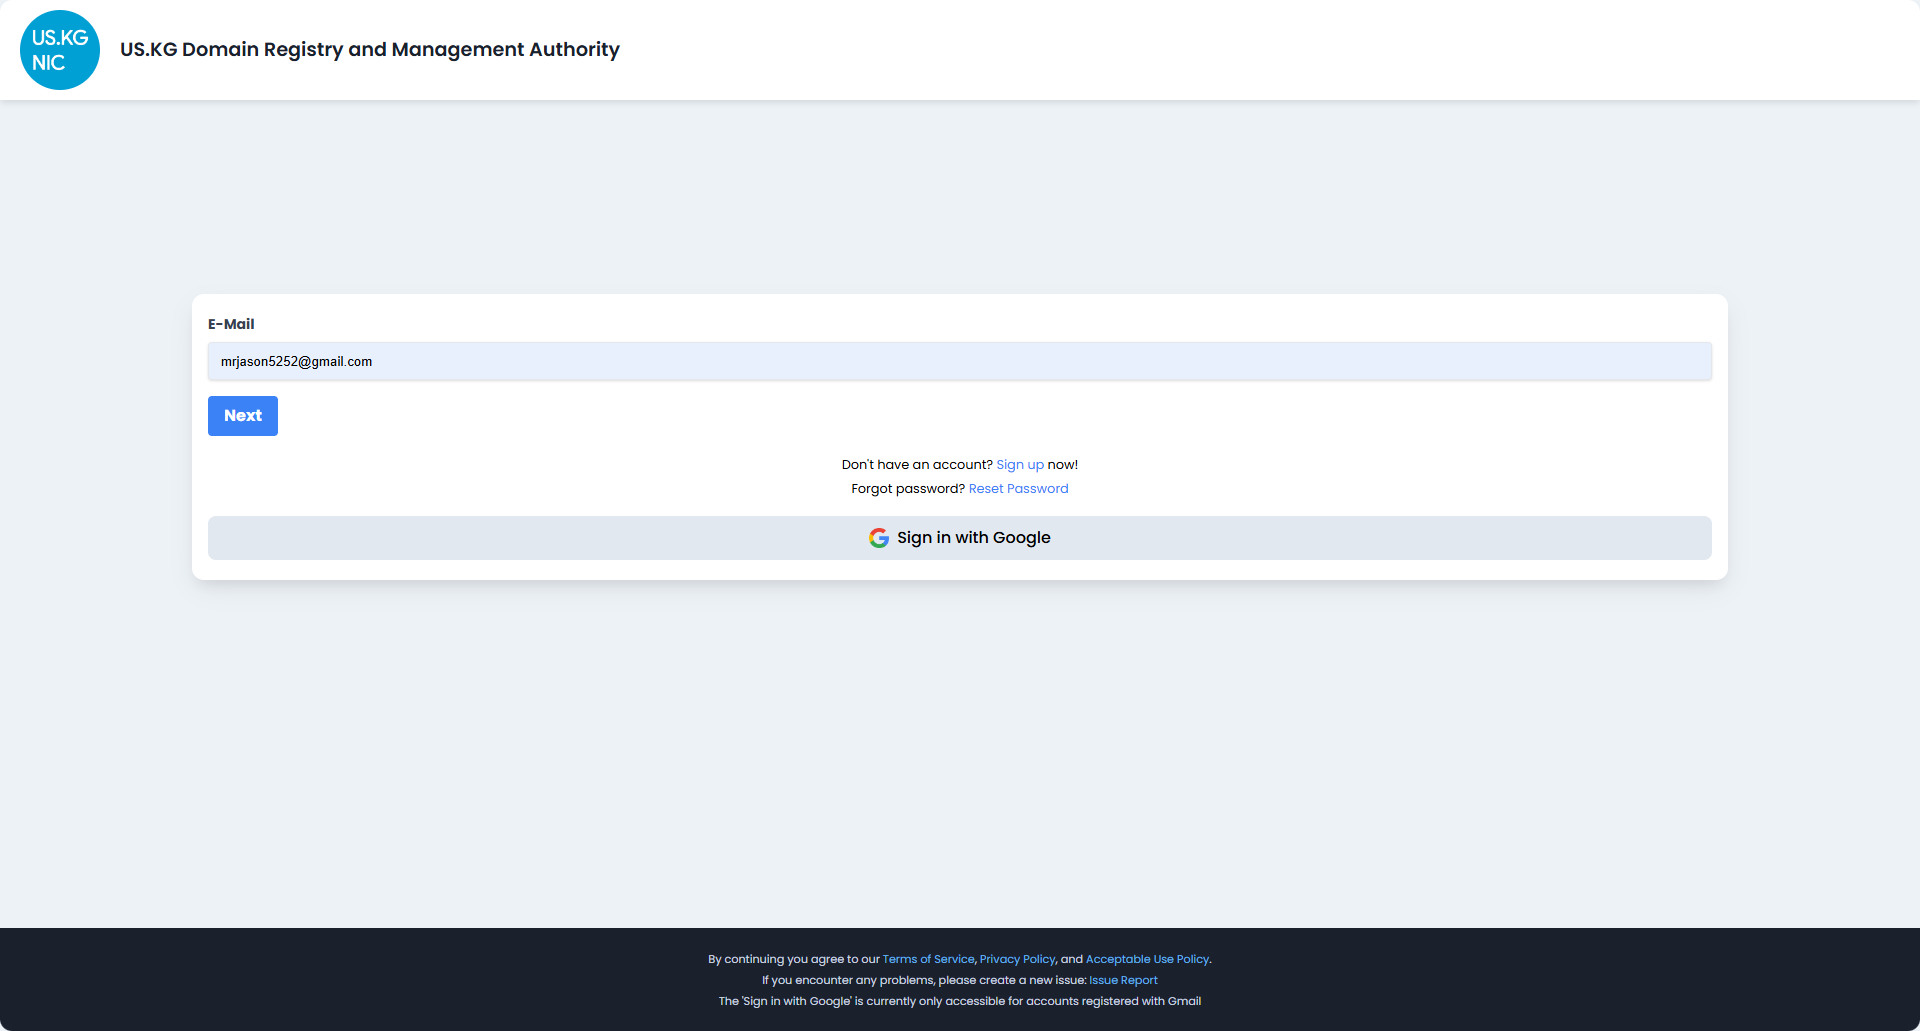 US.KG
NIC
US.KG Domain Registry and Management Authority
E-Mail
mrjason5252@gmail.com
Next
Don't have an account? Sign up now!
Forgot password? Reset Password
Sign in with Google
By continuing you agree to our Terms of Service, Privacy Policy, and Acceptable Use Policy.
If you encounter any problems, please create a new issue: Issue Report
The 'Sign in with Google' is currently only accessible for accounts registered with Gmail